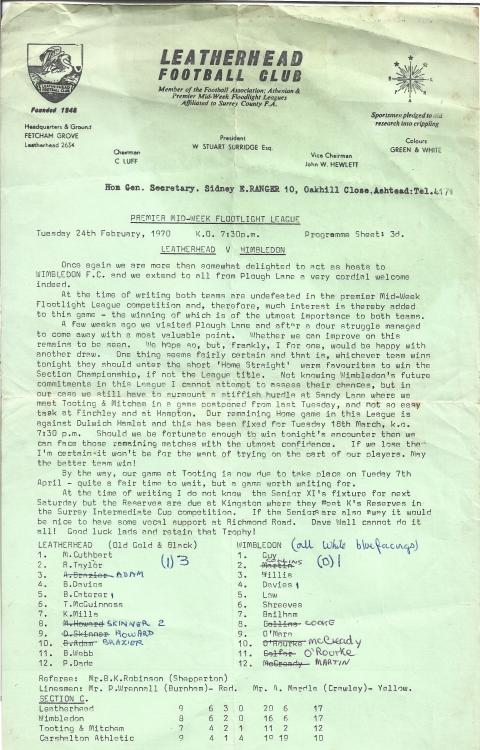 LEATHERHEAD
FOOTBALL CLUB
Member of the Football Association; Athenian &
Premier Mid-Week Floodlight Leagues
Affiliated to Surrey County F.A.
LEATHERHEAD
FOOTBALL CLUB
Founded 1946
N
Sportsmen pledged to aid
research into crippling
Headquarters & Ground
FETCHAM GROVE
Leatherhead 2634
Chairman
C LUFF
President
W STUART SURRIDGE Esq.
Vice Chairman
John W. HEWLETT
Colours
GREEN & WHITE
Hon Gen. Secretary. Sidney E.RANGER 10, Oakhill Close,Ashtead:Tel.417
PREMIER MID-WEEK FLOOTLIGHT LEAGUE
Tuesday 24th February, 1970 K.O. 7:30p.m. Programme Sheet: 3d.
LEATHERHEAD V WIMBLEDON
Once again we are more than somewhat delighted to act as hosts to
WIMBLEDON F.C. and we extend to all from Plough Lane a very cordial welcome
indeed.
At the time of writing both teams are undefeated in the premier Mid-Week
Flootlight League Competition and, therefore, much interest is thereby added
to this game - the winning of which is of the utmost importance to both teams.
A few weeks ago we visited Plough Lane and after a dour struggle managed
to come away with a most valuable point. Whether we can improve on this
remains to be seen. We hope so, but, frankly, I for one, would be happy with
another draw. One thing seems fairly certain and that is, whichever team wins
tonight they should enter the short 'Home Straight' warm favourites to win the
Section Championship, if not the League title. Not knowing Wimbledon's future
commitments in this League I cannot attempt to assess their chances, but in
our case we still have to surmount a stiffish hurdle at Sandy Lane where we
meet Tooting & Mitcham in a game postponed from last Tuesday, and not so easy
task at Finchley and at Hampton. Our remaining Home game in this League is
against Dulwich Hamlet and this has been fixed for Tuesday 18th March, k.o.
7:30 p.m. Should we be fortunate enough to win tonight's encounter then we
can face those remaining matches with the utmost confidence. If we lose the
I'm certain it won't be for the want of trying on the part of our players. May
the better team win!
By the way, our game at Tooting is now due to take place on Tuday 7th
April - quite a fair time to wait, but a game worth waiting for.
At the time of writing I do not know the Senior XI's fixture for next
Saturday but the Reserves are due at Kingston where they meet K's Reserves in
the Surrey Intermediate Cup competition. If the Seniors are also away it would
be nice to have some vocal support at Richmond Road. Dave Wall cannot do it
all! Good luck lads and retain that Trophy!
LEATHERHEAD (Old Gold & Black) WIMBLEDON (all White blue facings)
1. M.Cuthbert (1) 3 1. Guy (0) 1
2. R.Taylor 2. Martin COLLINS
3. A.Brazier ADAM 3. Willis
4. B.Davies 4. Davies 1
5. B.Caterer 1 5. Law
6. T.McGuinness 6. Shreeves
7. K.Mills 7. Bailham
8. M.Howard SKINNER 2 8. Collins COOKE
9. D.Skinner HOWARD 9. O'Mara
10. B.Adam BRAZIER 10. O'Rourke McCready
11. B.Webb 11. O'Rourke
12. P.Dade 12. McCready MARTIN
Referee: Mr.B.K.Robinson (Shepperton)
Linesmen: Mr.P.Wrennall (Burnham)- Red. Mr. A. Mardle (Crawley)- Yellow.
SECTION C.
Leatherhead 9 6 3 0 20 6 17
Wimbledon 8 6 2 0 16 6 17
Tooting & Mitcham 7 4 2 1 11 2 12
Carshalton Athletic 9 4 1 4 19 19 10